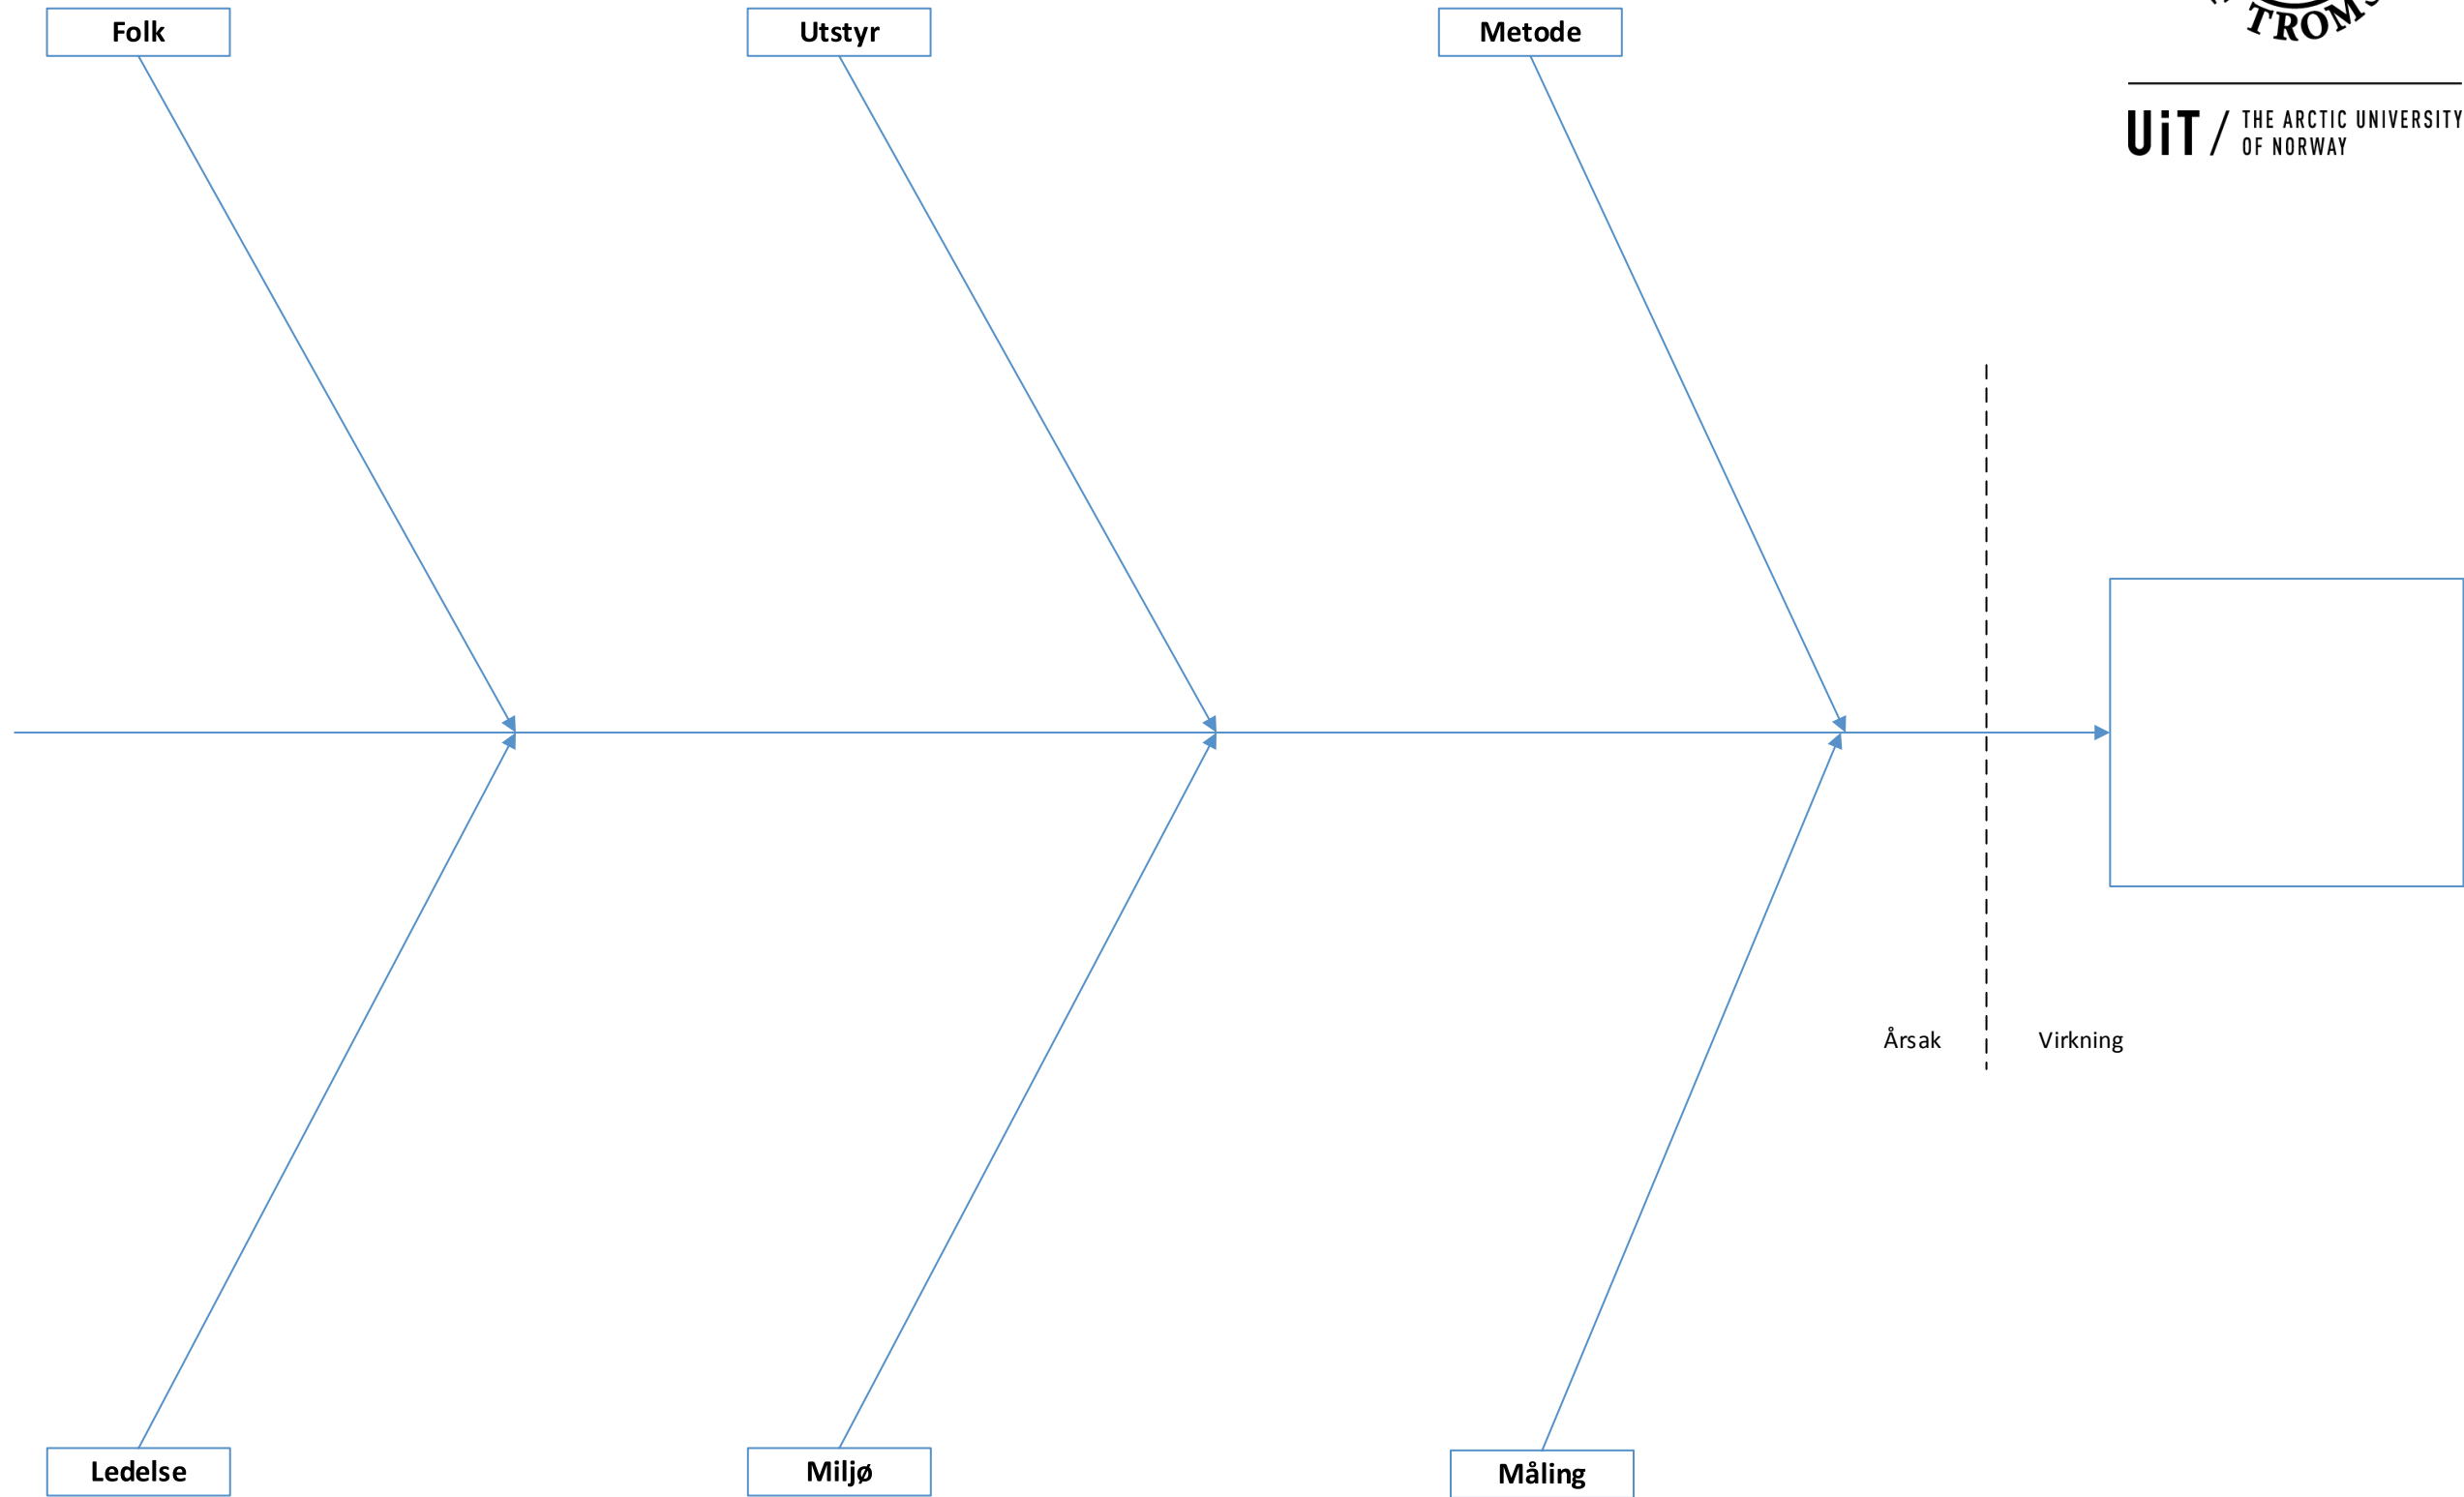 Folk
Utstyr
Metode
UiT / THE ARCTIC UNIVERSITY
OF NORWAY
Årsak
Virkning
Ledelse
Miljø
Måling